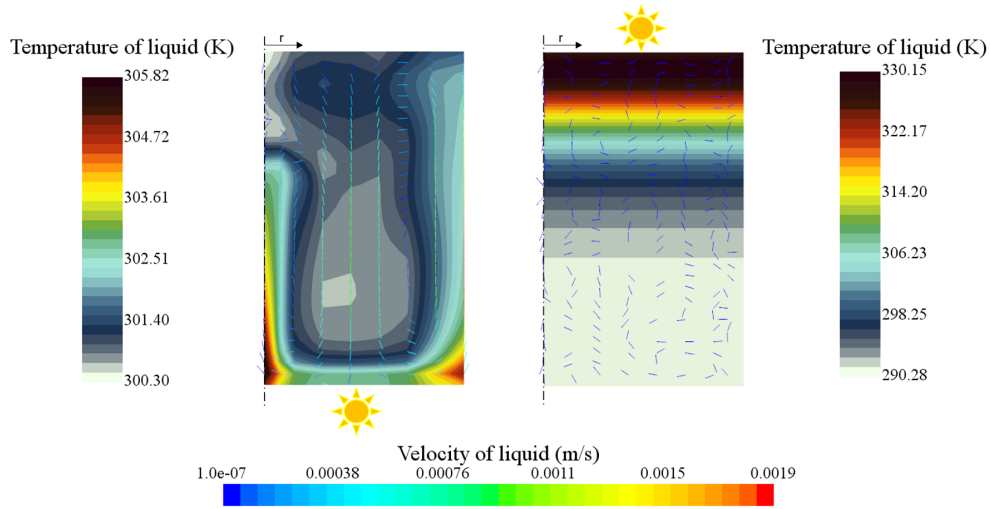 Temperature of liquid (K)
305.82
304.72
303.61
302.51
301.40
300.30
r
r
Temperature of liquid (K)
330.15
322.17
314.20
306.23
298.25
290.28
Velocity of liquid (m/s)
1.0e-07 0.00038 0.00076 0.0011 0.0015 0.0019